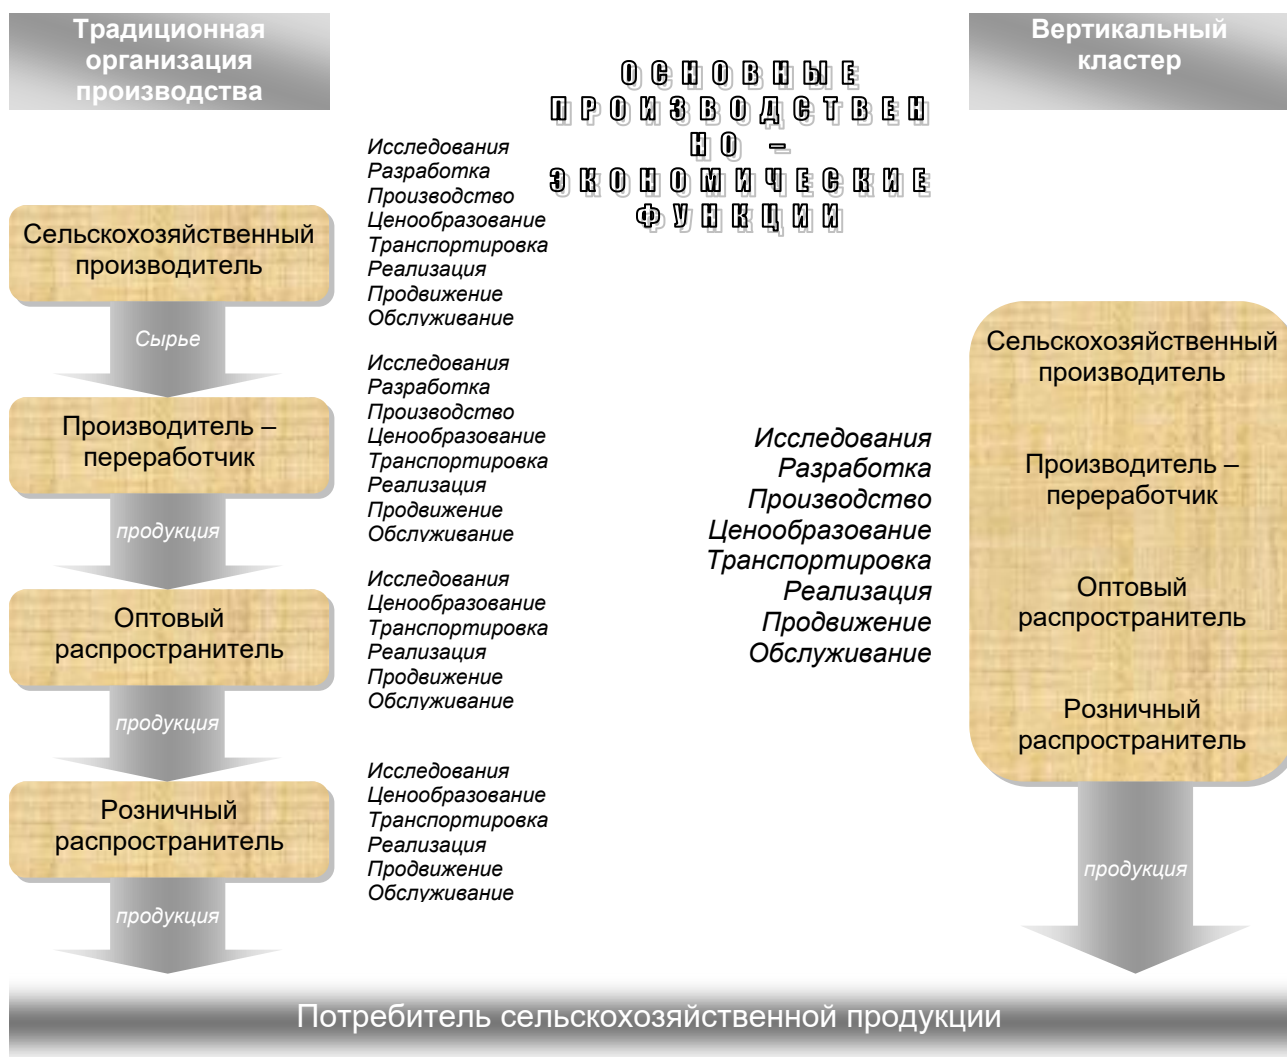 Традиционная
организация
производства
ОСНОВНЫЕ
ПРОИЗВОДСТВЕН
НО –
ЭКОНОМИЧЕСКИЕ
ФУНКЦИИ
Вертикальный
кластер
Сельскохозяйственный
производитель
Исследования
Разработка
Производство
Ценообразование
Транспортировка
Реализация
Продвижение
Обслуживание
Сырье
Производитель –
переработчик
Исследования
Разработка
Производство
Ценообразование
Транспортировка
Реализация
Продвижение
Обслуживание
продукция
Оптовый
распространитель
Исследования
Ценообразование
Транспортировка
Реализация
Продвижение
Обслуживание
продукция
Розничный
распространитель
Исследования
Ценообразование
Транспортировка
Реализация
Продвижение
Обслуживание
продукция
Исследования
Разработка
Производство
Ценообразование
Транспортировка
Реализация
Продвижение
Обслуживание
Сельскохозяйственный
производитель
Производитель –
переработчик
Оптовый
распространитель
Розничный
распространитель
продукция
Потребитель сельскохозяйственной продукции